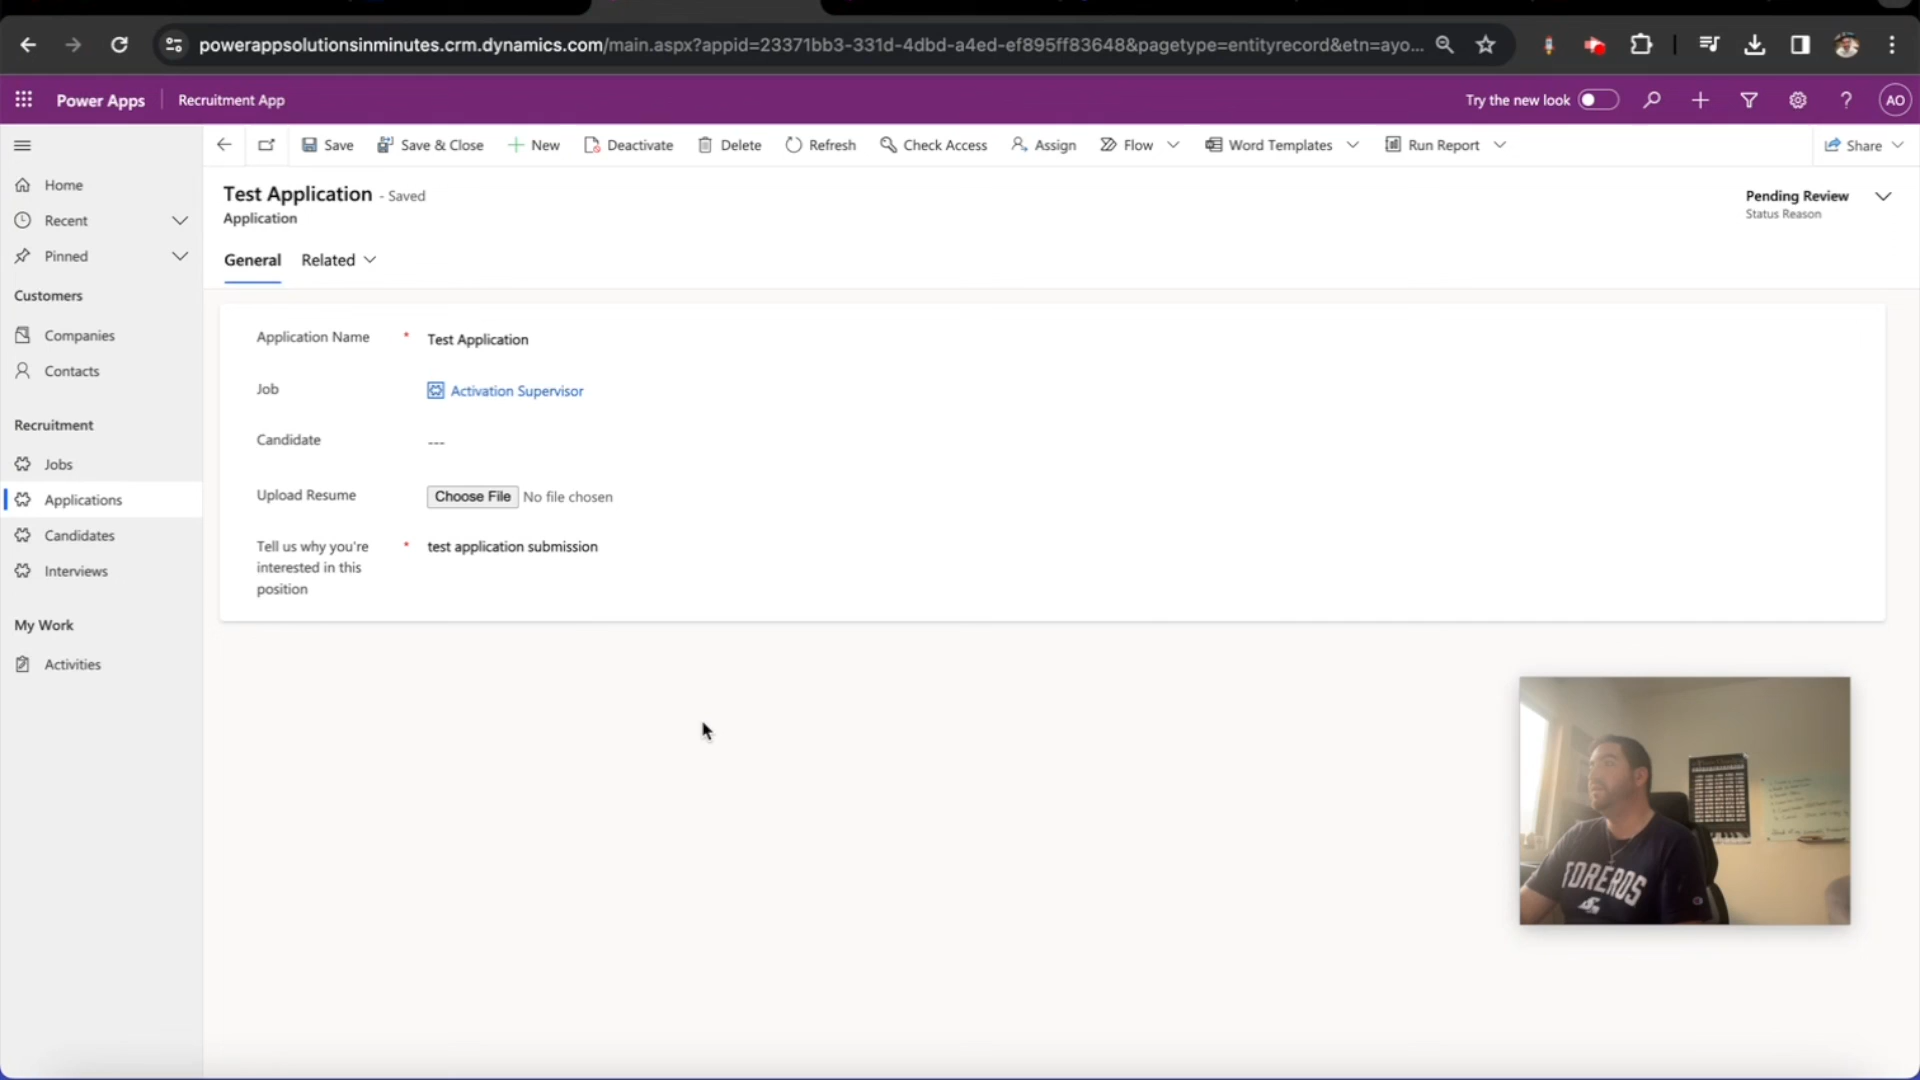 powerappsolutionsinminutes.crm.dynamics.com/main.aspx?appid=23371bb3-331d-4dbd-a4ed-ef895ff83648&pagetype=entityrecord&etn=ayo...
Power Apps Recruitment App Try the new look AO
Save Save & Close New Deactivate Delete Refresh Check Access Assign Flow Word Templates Run Report Share
Home
Recent
Pinned
Customers
Companies
Contacts
Recruitment
Jobs
Applications
Candidates
Interviews
My Work
Activities
Test Application - Saved
Application
Pending Review
Status Reason
General Related
Application Name * Test Application
Job Activation Supervisor
Candidate ---
Upload Resume Choose File No file chosen
Tell us why you're * test application submission
interested in this
position
TOREROS